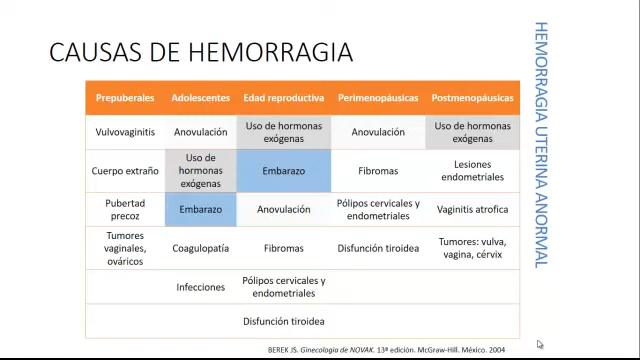 CAUSAS DE HEMORRAGIA
HEMORRAGIA UTERINA ANORMAL
Prepuberales Adolescentes Edad reproductiva Perimenopáusicas Postmenopáusicas
Vulvovaginitis Anovulación Uso de hormonas exógenas Anovulación Uso de hormonas exógenas
Cuerpo extraño Uso de hormonas exógenas Embarazo Fibromas Lesiones endometriales
Pubertad precoz Embarazo Anovulación Pólipos cervicales y endometriales Vaginitis atrofica
Tumores vaginales, ováricos Coagulopatía Fibromas Disfunción tiroidea Tumores: vulva, vagina, cérvix
Infecciones Pólipos cervicales y endometriales
Disfunción tiroidea
BEREK JS. Ginecologia de NOVAK. 13ª edición. McGraw-Hill. México. 2004